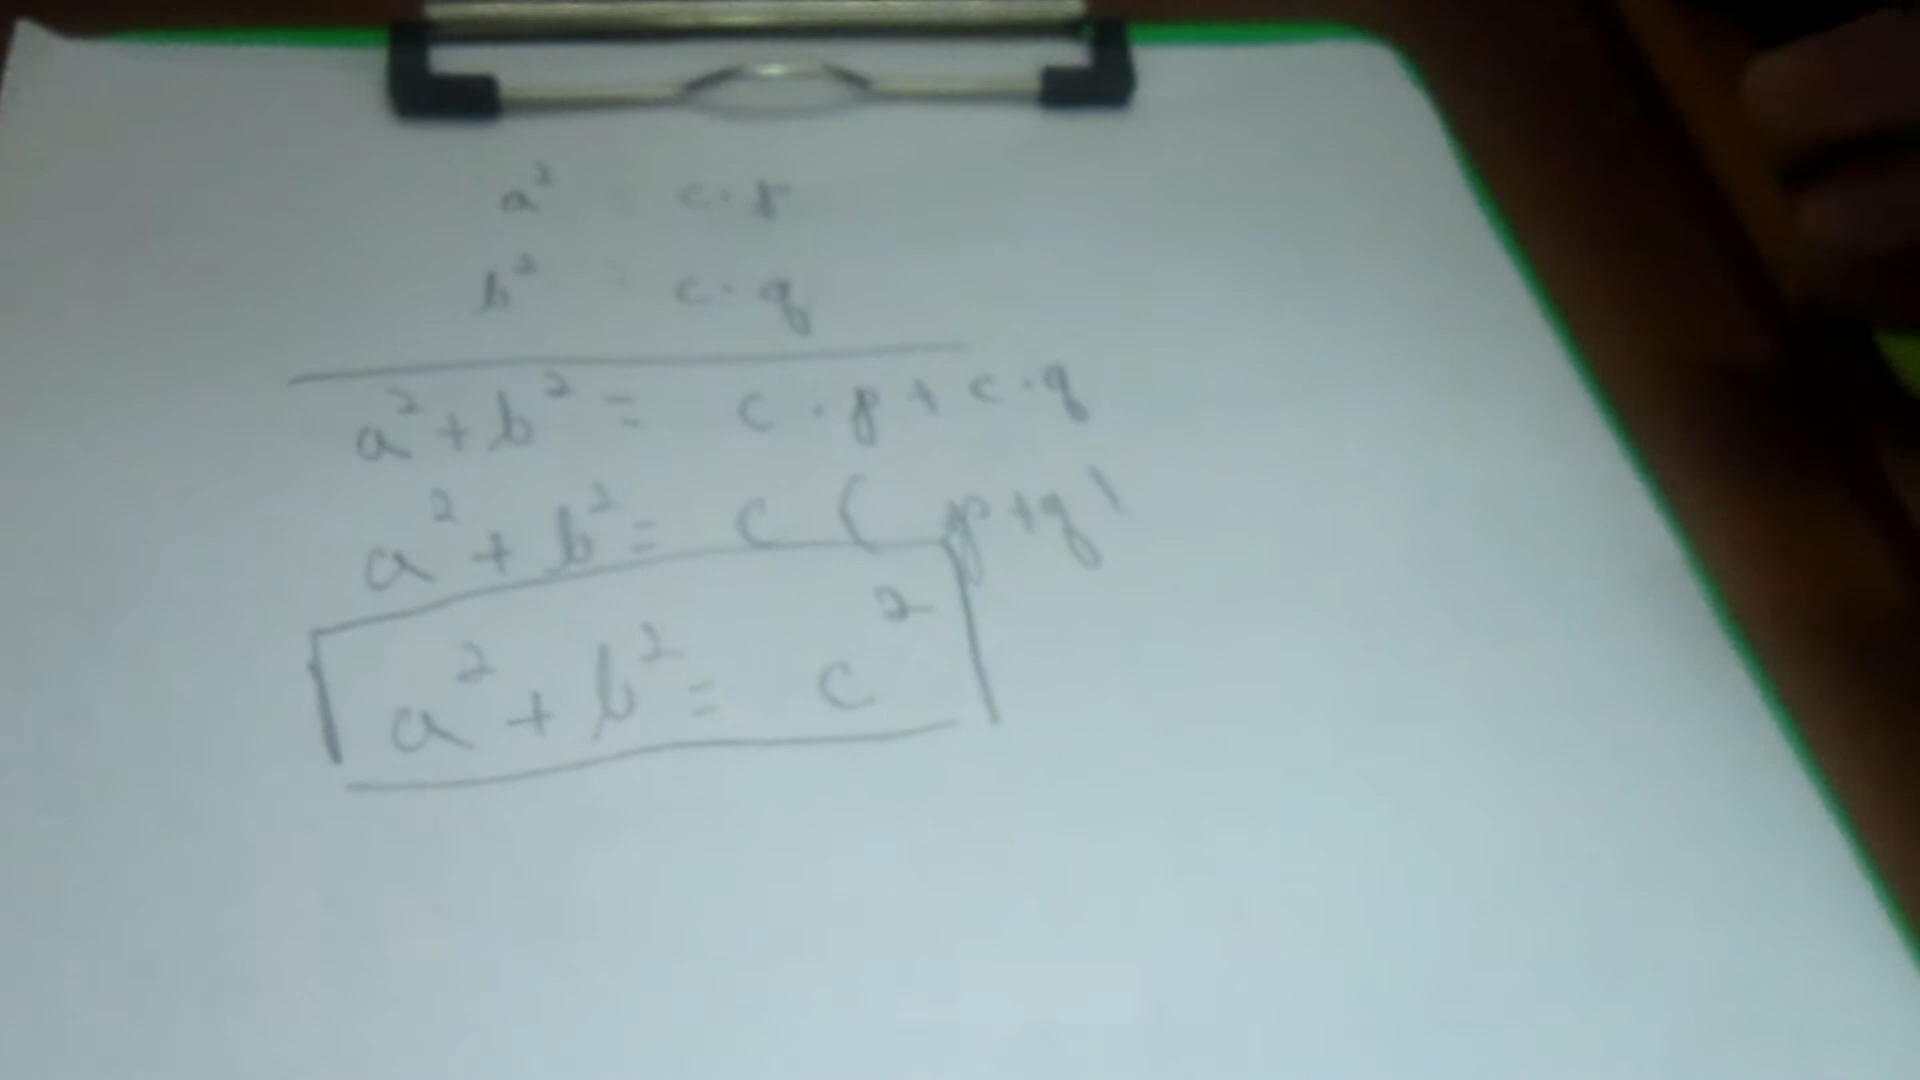 a² = c·p
b² = c·q
a² + b² = c·p + c·q
a² + b² = c(p+q)
a² + b² = c²